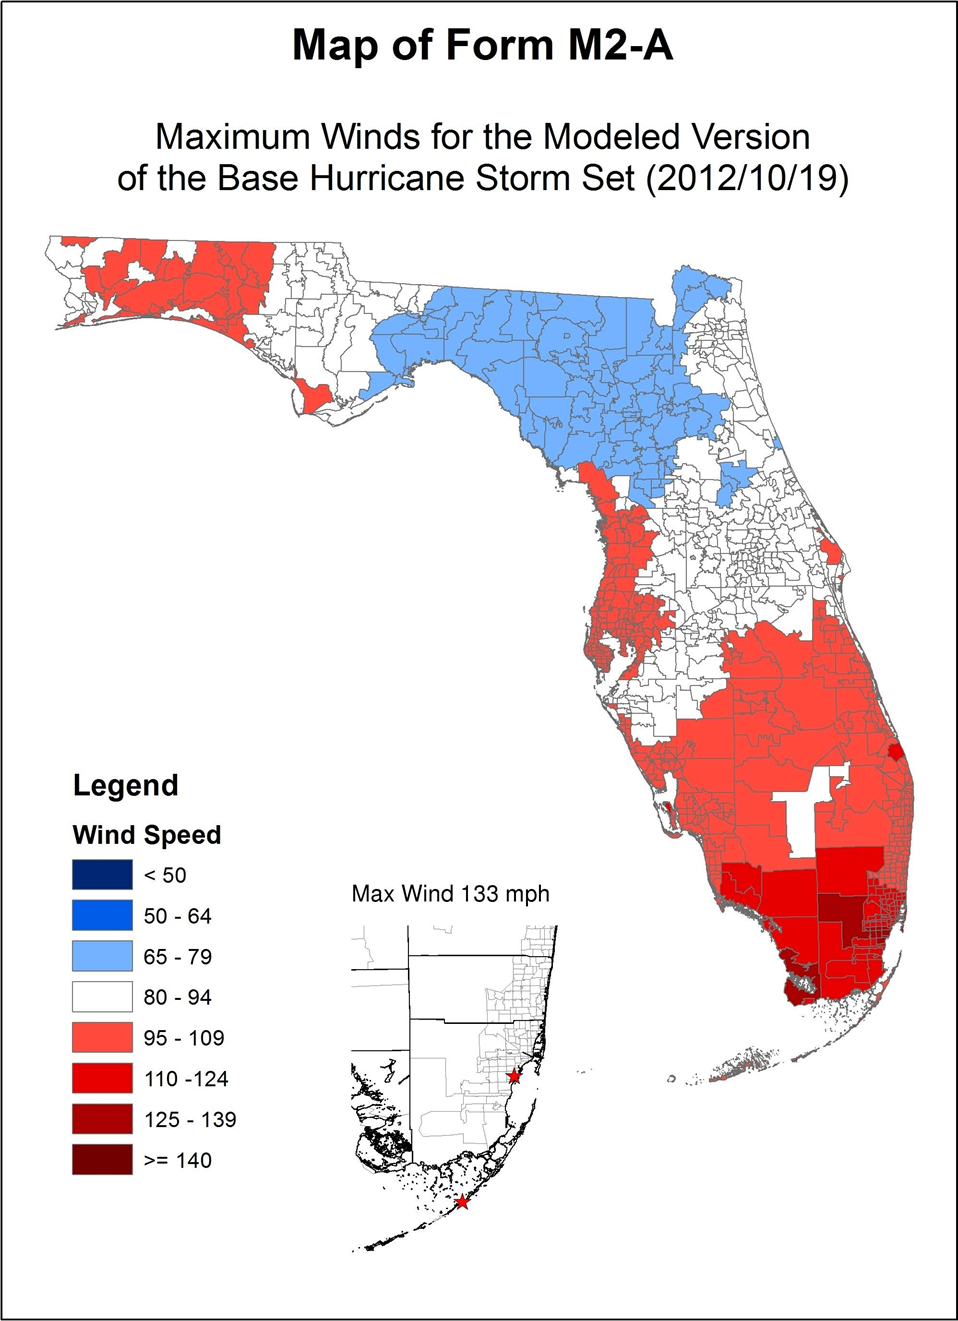 Map of Form M2-A
Maximum Winds for the Modeled Version
of the Base Hurricane Storm Set (2012/10/19)
Legend
Wind Speed
< 50
50 - 64
65 - 79
80 - 94
95 - 109
110 -124
125 - 139
>= 140
Max Wind 133 mph